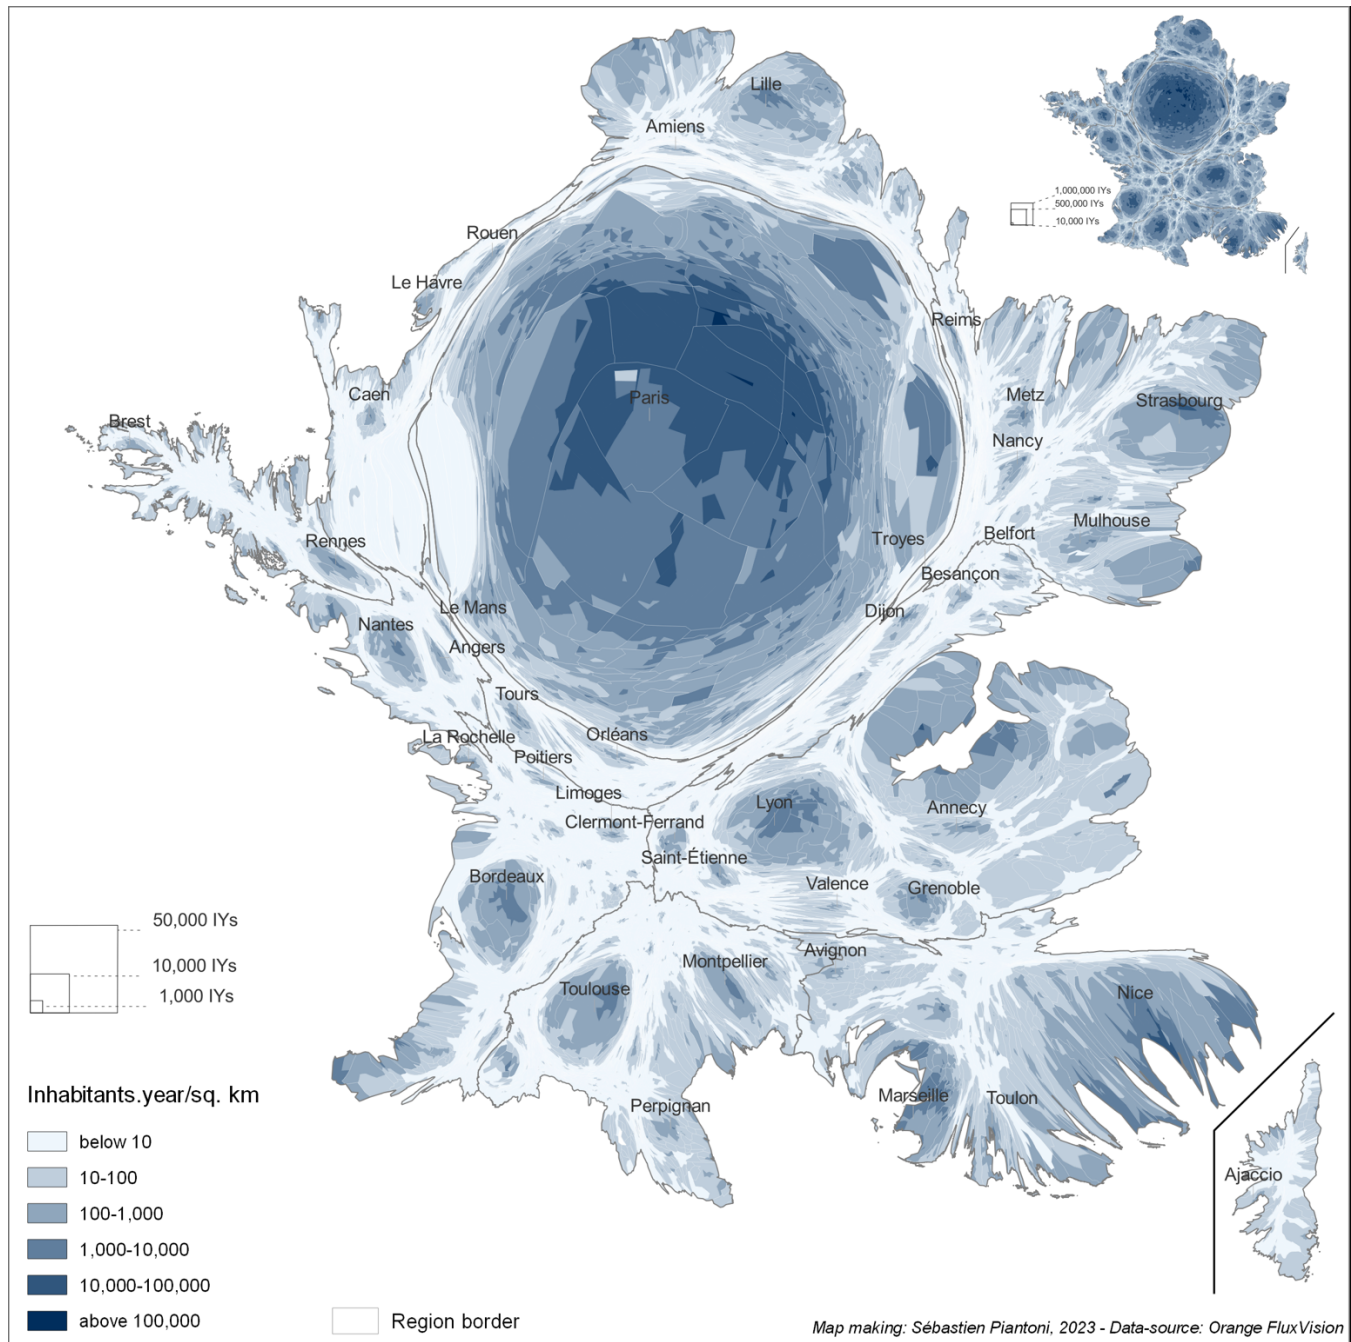 Lille
Amiens
1,000,000 IYs
500,000 IYs
10,000 IYs
Rouen
Le Havre
Reims
Caen
Paris
Metz
Strasbourg
Brest
Nancy
Rennes
Troyes
Belfort
Mulhouse
Besançon
Le Mans
Dijon
Nantes
Angers
Tours
La Rochelle
Orléans
Poitiers
Limoges
Lyon
Annecy
Clermont-Ferrand
Saint-Étienne
Bordeaux
Valence
Grenoble
50,000 IYs
10,000 IYs
1,000 IYs
Avignon
Montpellier
Toulouse
Nice
Marseille
Toulon
Perpignan
Ajaccio
Inhabitants.year/sq. km
below 10
10-100
100-1,000
1,000-10,000
10,000-100,000
above 100,000
Region border
Map making: Sébastien Piantoni, 2023 - Data-source: Orange FluxVision